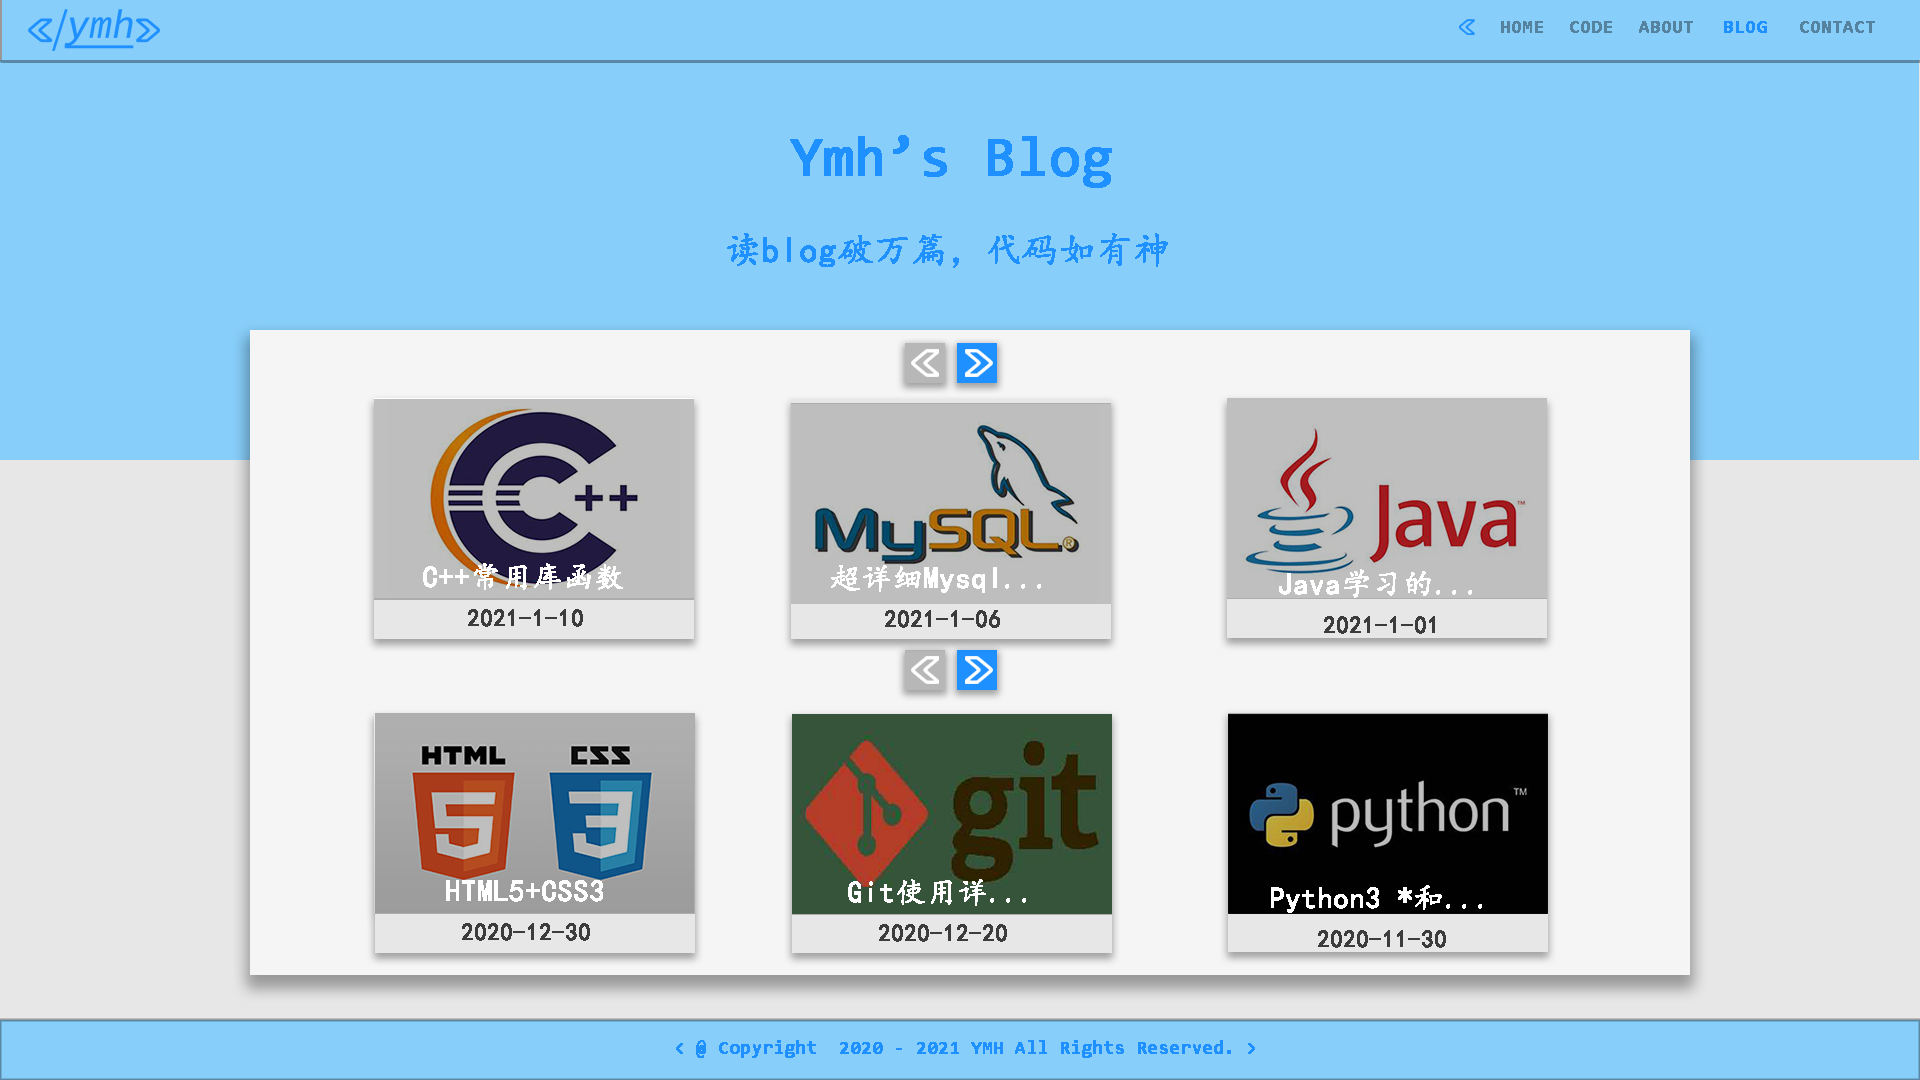 </ymh>
HOME CODE ABOUT BLOG CONTACT
Ymh’s Blog
读blog破万篇，代码如有神
C++
C++常用库函数
2021-1-10
MySQL®
超详细Mysql...
2021-1-06
Java™
Java学习的...
2021-1-01
HTML CSS
5 3
HTML5+CSS3
2020-12-30
git
Git使用详...
2020-12-20
python™
Python3 *和...
2020-11-30
< @ Copyright 2020 - 2021 YMH All Rights Reserved. >